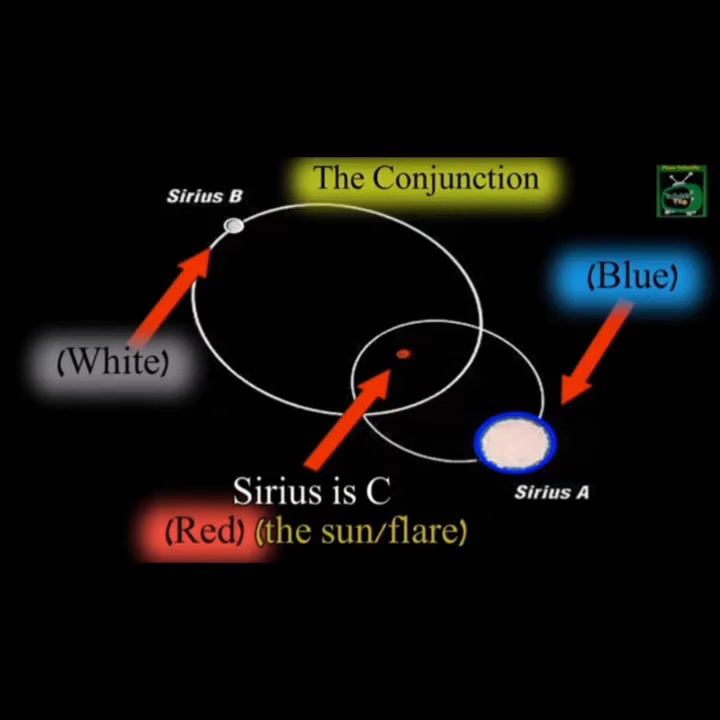 The Conjunction
Sirius B
(Blue)
(White)
Sirius is C
Sirius A
(Red) (the sun/flare)